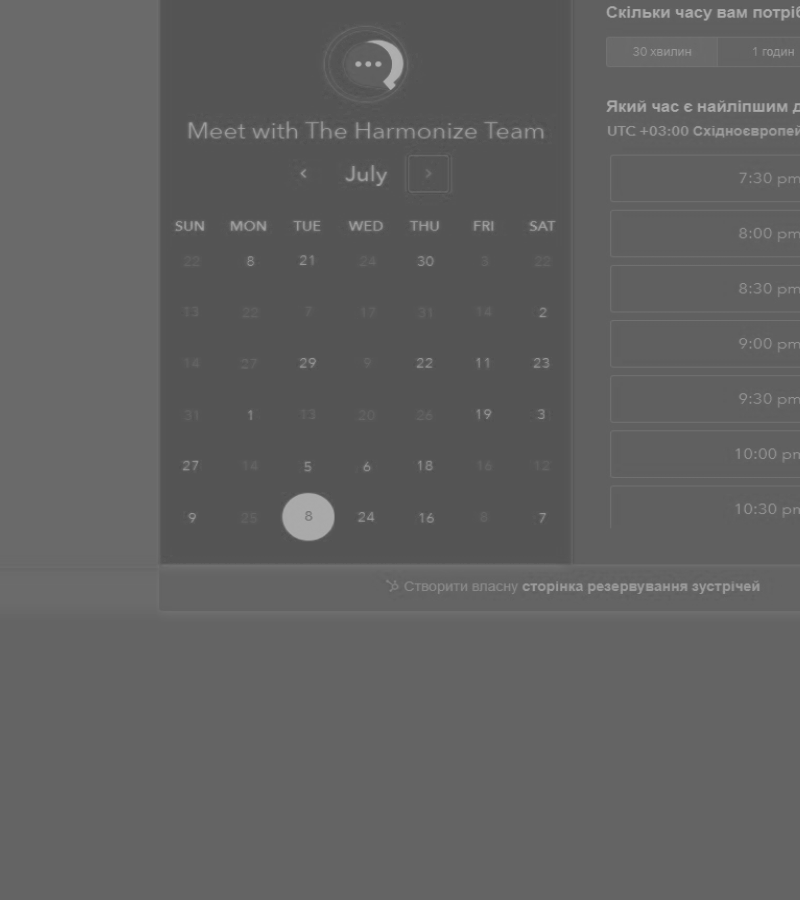 Meet with The Harmonize Team
July
SUN MON TUE WED THU FRI SAT
22 8 21 24 30 3 22
13 22 7 17 31 14 2
14 27 29 9 22 11 23
31 1 13 20 26 19 3
27 14 5 6 18 16 12
9 25 8 24 16 8 7
Скільки часу вам
30 хвилин 1 годин
Який час є найліпшим
UTC +03:00
7:30 pm
8:00 pm
8:30 pm
9:00 pm
9:30 pm
10:00 pm
10:30 pm
Створити власну сторінка резервування зустрічей